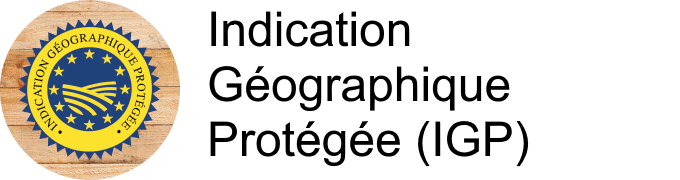 Indication
Géographique
Protégée (IGP)
• INDICATION GÉOGRAPHIQUE PROTÉGÉE •